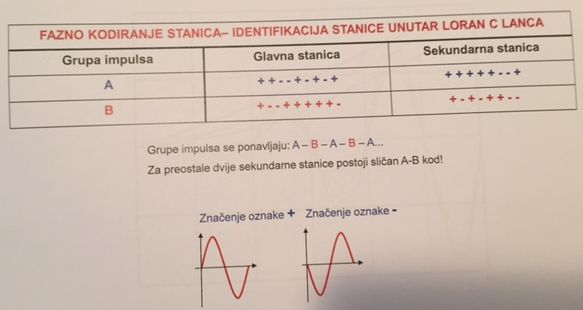 FAZNO KODIRANJE STANICA– IDENTIFIKACIJA STANICE UNUTAR LORAN C LANCA
Grupa impulsa Glavna stanica Sekundarna stanica
A ++--+-+-+ +++++--+
B +--+++++- +-+-++--
Grupe impulsa se ponavljaju: A – B – A – B – A...
Za preostale dvije sekundarne stanice postoji sličan A-B kod!
Značenje oznake + Značenje oznake -